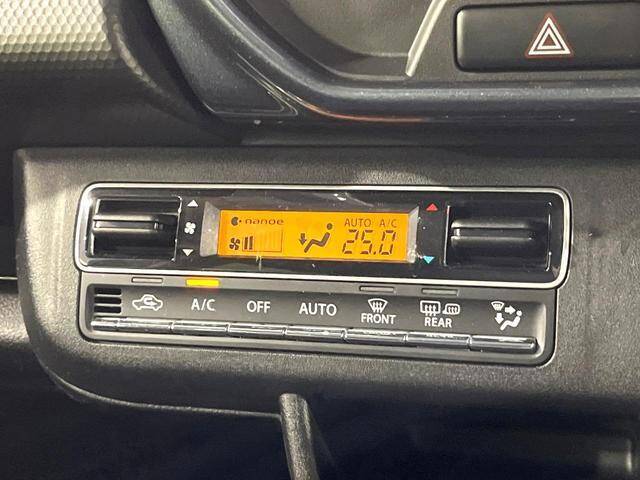 nanoe
AUTO A/C
25.0
A/C OFF AUTO FRONT REAR